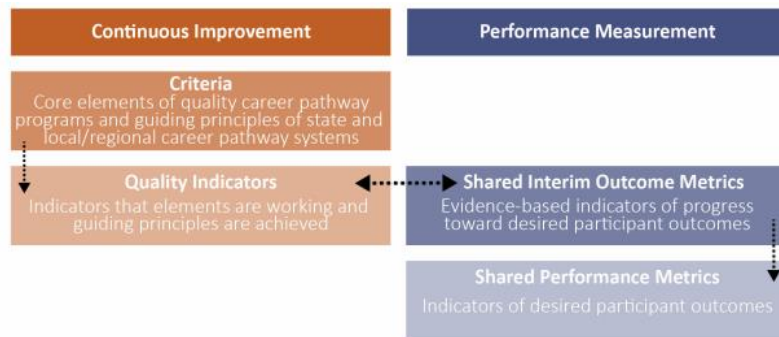 Continuous Improvement
Performance Measurement
Criteria
Core elements of quality career pathway
programs and guiding principles of state and
local/regional career pathway systems
Quality Indicators
Indicators that elements are working and
guiding principles are achieved
Shared Interim Outcome Metrics
Evidence-based indicators of progress
toward desired participant outcomes
Shared Performance Metrics
Indicators of desired participant outcomes